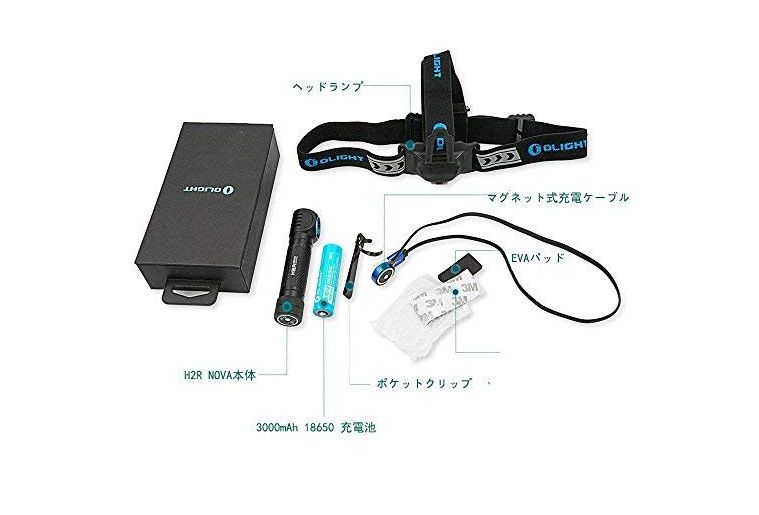 ヘッドランプ
OLIGHT
OLIGHT
OLIGHT
OLIGHT
マグネット式充電ケーブル
EVAパッド
3M
3M
3M
H2R NOVA本体
ポケットクリップ
3000mAh 18650 充電池